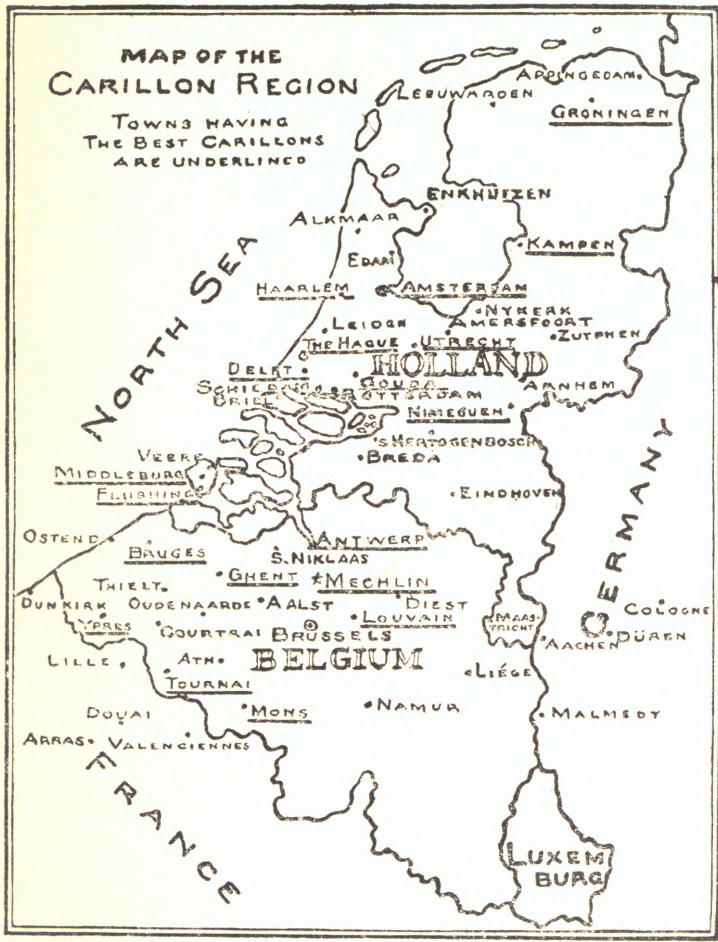 MAP OF THE
CARILLON REGION
TOWNS HAVING
THE BEST CARILLONS
ARE UNDERLINED
APPINGEDAM
LEEUWARDEN
GRONINGEN
ENKHUIZEN
ALKMAAR
KAMPEN
EDAM
NORTH SEA
HAARLEM
AMSTERDAM
NYKERK
LEIDEN
AMERSFOORT
THE HAGUE
UTRECHT
ZUTPHEN
HOLLAND
DELFT
GOUDA
ARNHEM
SCHIEDAM
BRIEL
ROTTERDAM
NIMEGUEN
'S HERTOGENBOSCH
VEERE
BREDA
MIDDLEBURG
FLUSHING
EINDHOVEN
GERMANY
OSTEND
ANTWERP
BRUGES
S. NIKLAAS
GHENT
MECHLIN
THIELT
DUNKIRK
OUDENAARDE
AALST
DIEST
COLOGNE
YPRES
LOUVAIN
MAAS-
TRICHT
COURTRAI
BRUSSELS
AACHEN
DÜREN
LILLE
ATH
BELGIUM
LIÉGE
TOURNAI
DOUAI
MONS
NAMUR
MALMEDY
ARRAS
VALENCIENNES
FRANCE
LUXEM
BURG